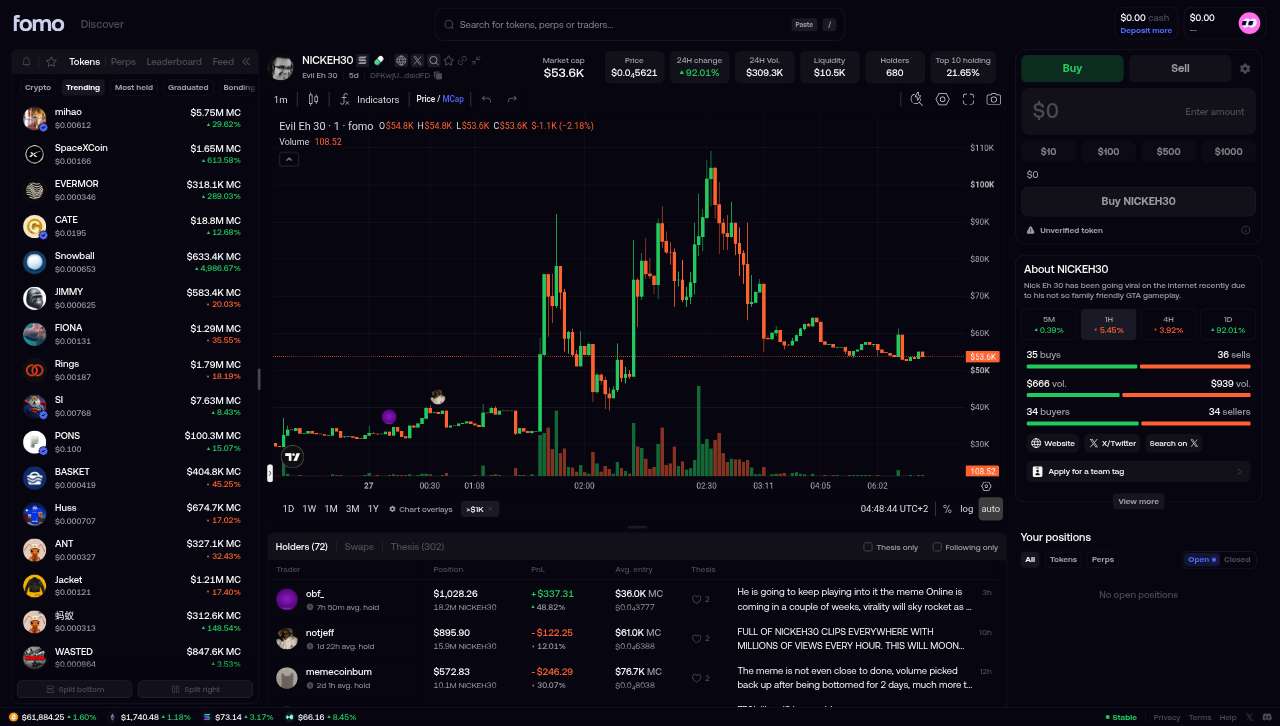 fomo
Discover
Search for tokens, perps or traders...
Paste /
$0.00 cash
Deposit more
$0.00
—
Tokens Perps Leaderboard Feed
Crypto Trending Most held Graduated Bonding
mihao $5.75M MC
$0.00612 29.62%
SpaceXCoin $1.65M MC
$0.00166 613.58%
EVERMOR $318.1K MC
$0.000346 289.03%
CATE $18.8M MC
$0.0195 12.68%
Snowball $633.4K MC
$0.000653 4,986.67%
JIMMY $583.4K MC
$0.000625 20.03%
FIONA $1.29M MC
$0.00131 35.55%
Rings $1.79M MC
$0.00187 18.19%
SI $7.63M MC
$0.00768 8.43%
PONS $100.3M MC
$0.100 15.07%
BASKET $404.8K MC
$0.000419 45.25%
Huss $674.7K MC
$0.000707 17.02%
ANT $327.1K MC
$0.000327 32.43%
Jacket $1.21M MC
$0.00121 17.40%
蚂蚁 $312.6K MC
$0.000313 148.54%
WASTED $847.6K MC
$0.000864 3.53%
Split bottom Split right
NICKEH30
Evil Eh 30 5d
Market cap
$53.6K
Price
$0.0₄5621
24H change
92.01%
24H Vol.
$309.3K
Liquidity
$10.5K
Holders
680
Top 10 holding
21.65%
1m Indicators Price / MCap
Evil Eh 30 · 1 · fomo O$54.8K H$54.8K L$53.6K C$53.6K $-1.1K (−2.18%)
Volume 108.52
$110K
$100K
$90K
$80K
$70K
$60K
$53.6K
$50K
$40K
$30K
108.52
27 00:30 01:08 02:00 02:30 03:11 04:05 06:02
1D 1W 1M 3M 1Y Chart overlays >$1K
04:48:44 UTC+2 % log auto
Holders (72) Swaps Thesis (302)
Thesis only Following only
Trader Position PnL Avg. entry Thesis
obf_ $1,028.26 +$337.31 $36.0K MC
7h 50m avg. hold 18.2M NICKEH30 48.82% $0.0₄3777
2
He is going to keep playing into it the meme Online is
coming in a couple of weeks, virality will sky rocket as ...
3h
notjeff $895.90 -$122.25 $61.0K MC
1d 22h avg. hold 15.9M NICKEH30 12.01% $0.0₄6388
2
FULL OF NICKEH30 CLIPS EVERYWHERE WITH
MILLIONS OF VIEWS EVERY HOUR. THIS WILL MOON...
10h
memecoinbum $572.83 -$246.29 $76.7K MC
2d 1h avg. hold 10.1M NICKEH30 30.07% $0.0₄8038
2
The meme is not even close to done, volume picked
back up after being bottomed for 2 days, much more t...
12h
Buy Sell
$0 Enter amount
$10 $100 $500 $1000
$0
Buy NICKEH30
Unverified token
About NICKEH30
Nick Eh 30 has been going viral on the internet recently due
to his not so family friendly GTA gameplay.
5M 1H 4H 1D
0.39% 5.45% 3.92% 92.01%
35 buys 36 sells
$666 vol. $939 vol.
34 buyers 34 sellers
Website X/Twitter Search on X
Apply for a team tag
View more
Your positions
All Tokens Perps
Open Closed
No open positions
$61,884.25 1.60% $1,740.48 1.18% $73.14 3.17% $66.16 8.45%
Stable Privacy Terms Help